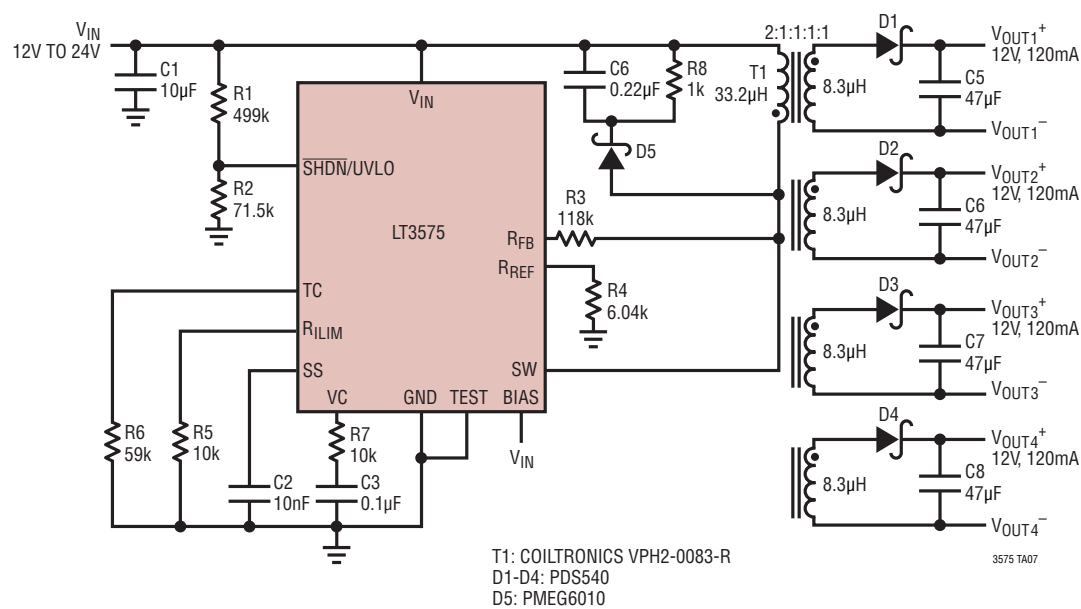 VIN
12V TO 24V
C1
10µF
R1
499k
R2
71.5k
VIN
SHDN/UVLO
LT3575
RFB
RREF
TC
RILIM
SS
SW
VC
GND
TEST
BIAS
VIN
R6
59k
R5
10k
C2
10nF
R7
10k
C3
0.1µF
C6
0.22µF
R8
1k
D5
R3
118k
R4
6.04k
2:1:1:1:1
T1
33.2µH
8.3µH
D1
C5
47µF
VOUT1+
12V, 120mA
VOUT1–
D2
8.3µH
C6
47µF
VOUT2+
12V, 120mA
VOUT2–
D3
8.3µH
C7
47µF
VOUT3+
12V, 120mA
VOUT3–
D4
8.3µH
C8
47µF
VOUT4+
12V, 120mA
VOUT4–
3575 TA07
T1: COILTRONICS VPH2-0083-R
D1-D4: PDS540
D5: PMEG6010